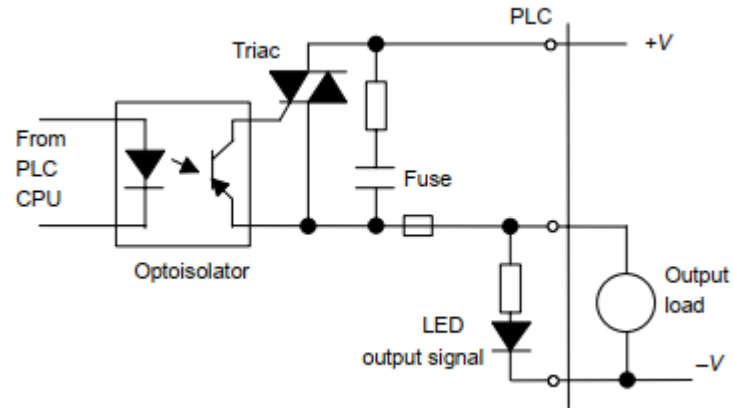 PLC
+V
Triac
From
PLC
CPU
Fuse
Optoisolator
Output
load
LED
output signal
–V